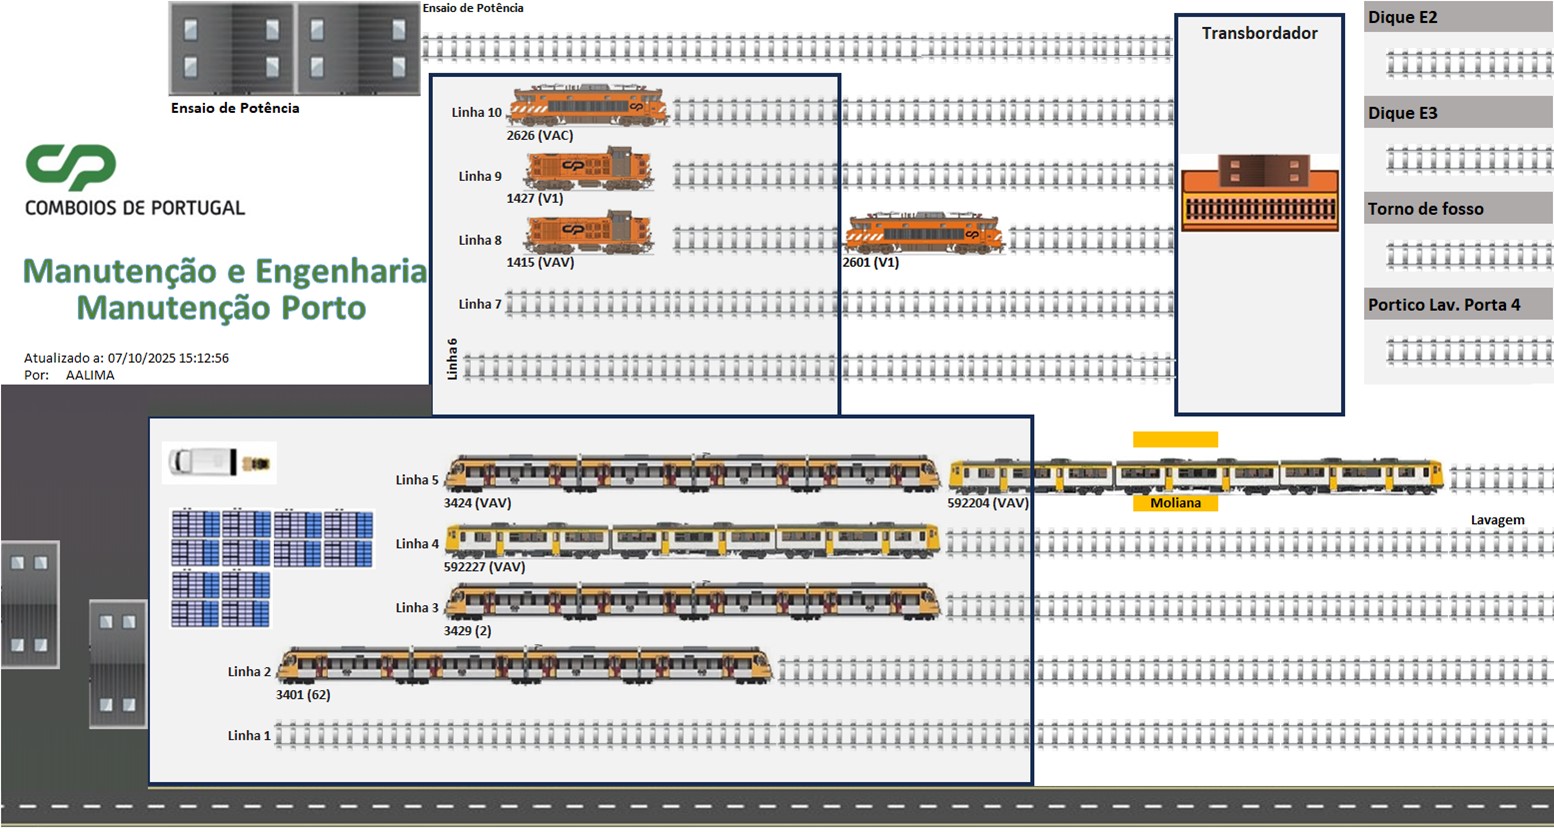 Ensaio de Potência
Ensaio de Potência
CP
COMBOIOS DE PORTUGAL
Manutenção e Engenharia
Manutenção Porto
Atualizado a: 07/10/2025 15:12:56
Por: AALIMA
Linha 10
2626 (VAC)
Linha 9
1427 (V1)
Linha 8
1415 (VAV)
2601 (V1)
Linha 7
Linha 6
Transbordador
Dique E2
Dique E3
Torno de fosso
Portico Lav. Porta 4
Linha 5
3424 (VAV)
592204 (VAV)
Moliana
Lavagem
Linha 4
592227 (VAV)
Linha 3
3429 (2)
Linha 2
3401 (62)
Linha 1